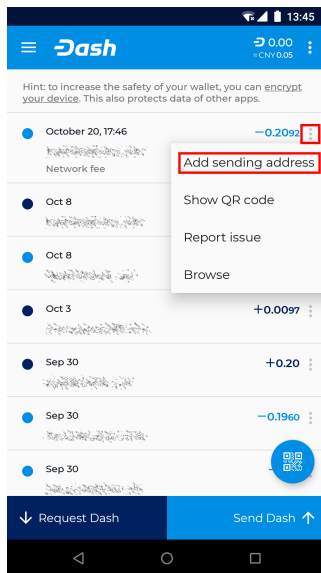 13:45
Dash
0.00
≈CNY 0.05
Hint: to increase the safety of your wallet, you can encrypt
your device. This also protects data of other apps.
October 20, 17:46
−0.2092
Network fee
Add sending address
Show QR code
Report issue
Browse
Oct 8
Oct 8
Oct 3
+0.0097
Sep 30
+0.20
Sep 30
−0.1960
Sep 30
Request Dash
Send Dash